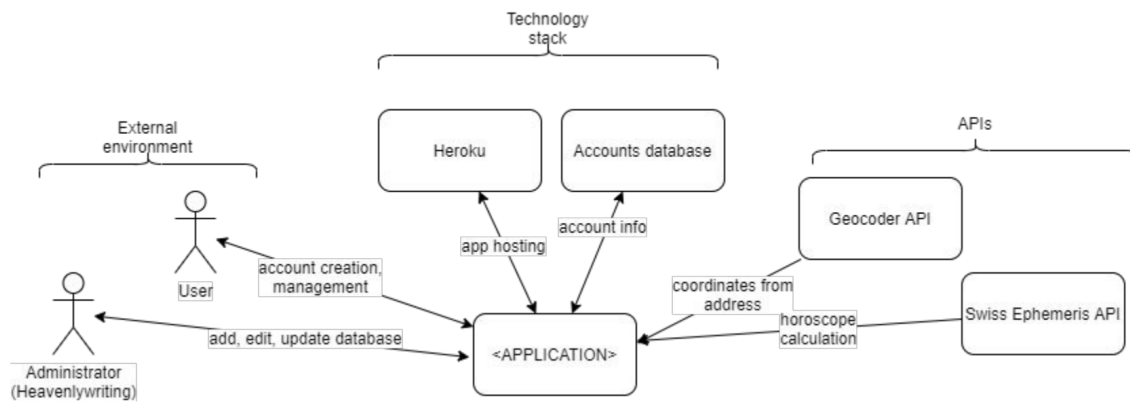 Technology
stack
External
environment
APIs
Heroku
Accounts database
Geocoder API
app hosting
account info
User
account creation,
management
coordinates from
address
Swiss Ephemeris API
horoscope
calculation
add, edit, update database
<APPLICATION>
Administrator
(Heavenlywriting)